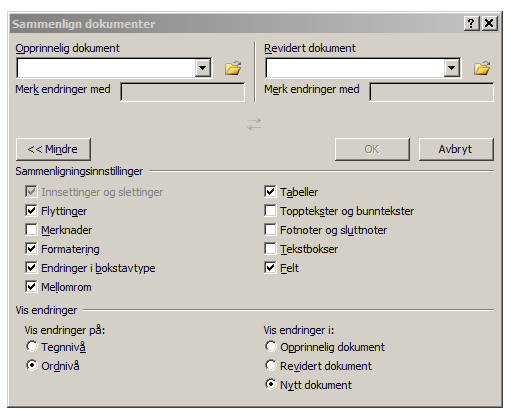 Sammenlign dokumenter
Opprinnelig dokument
Revidert dokument
Merk endringer med
Merk endringer med
<< Mindre
OK
Avbryt
Sammenligningsinnstillinger
Innsettinger og slettinger
Tabeller
Flyttinger
Topptekster og bunntekster
Merknader
Fotnoter og sluttnoter
Formatering
Tekstbokser
Endringer i bokstavtype
Felt
Mellomrom
Vis endringer
Vis endringer på:
Vis endringer i:
Tegnnivå
Opprinnelig dokument
Ordnivå
Revidert dokument
Nytt dokument